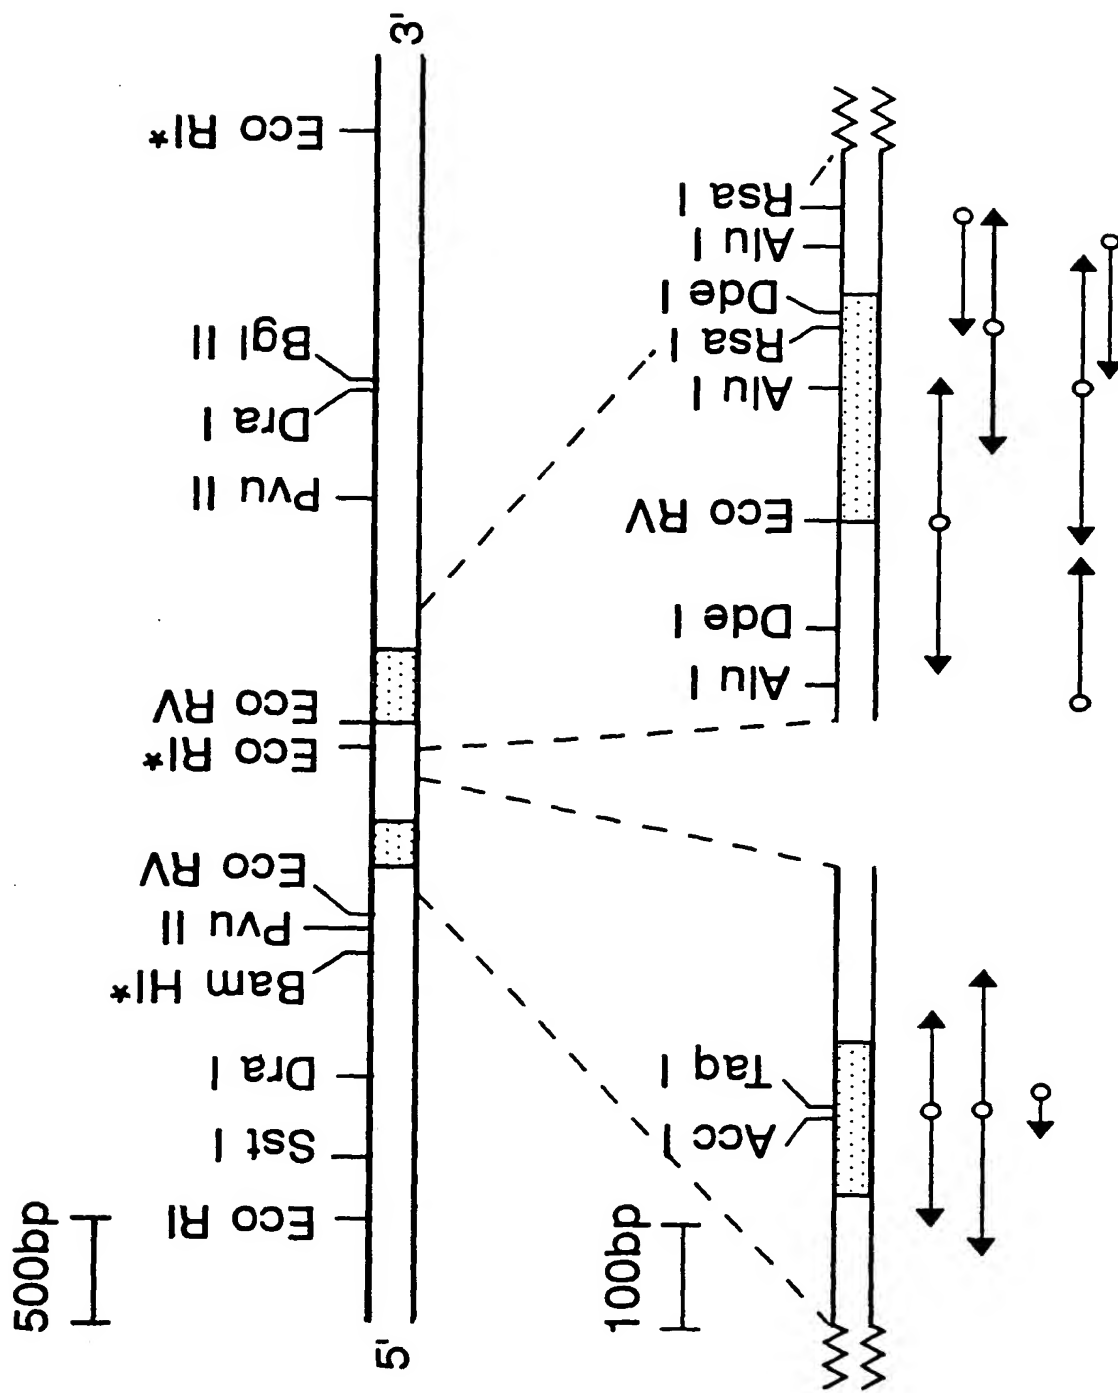 500bp
5'
Eco RI
Sst I
Dra I
Bam HI*
Pvu II
Eco RV
Eco RI*
Eco RV
Pvu II
Dra I
Bgl II
Eco RI*
3'
100bp
Acc I
Taq I
Alu I
Dde I
Eco RV
Alu I
Rsa I
Dde I
Alu I
Rsa I